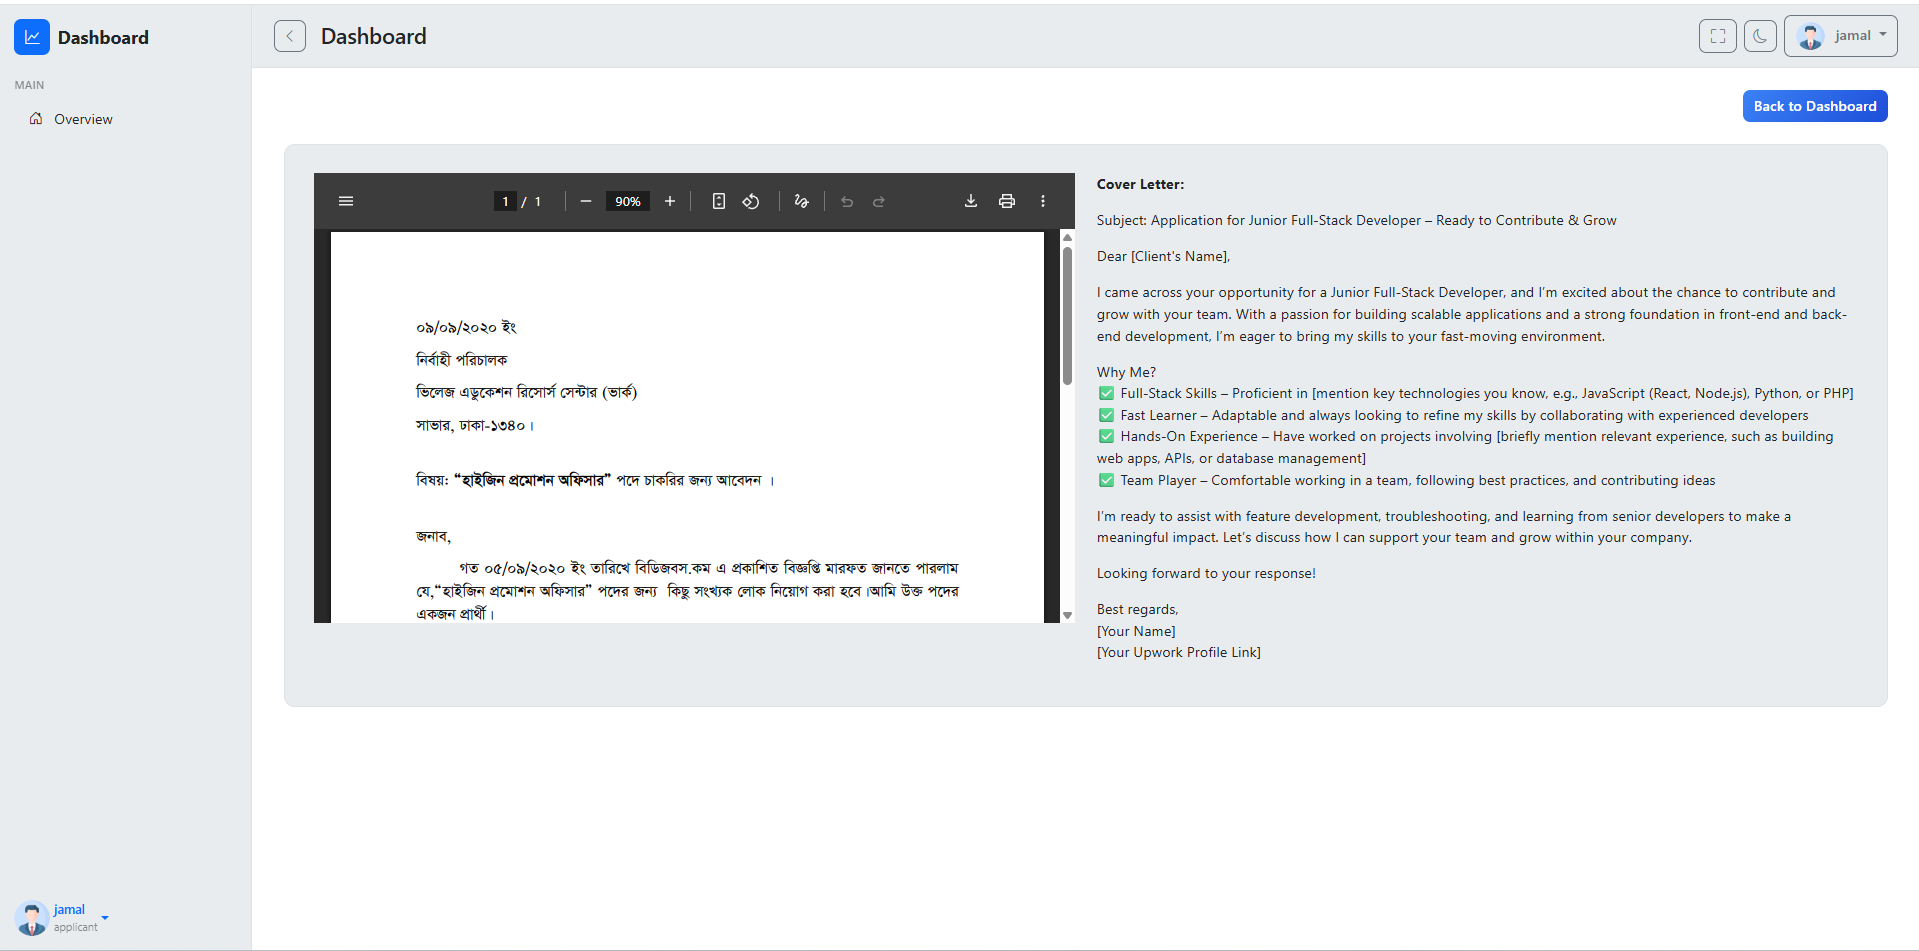 Dashboard
MAIN
Overview
jamal
applicant
Dashboard
jamal
Back to Dashboard
1 / 1
90%
০৯/০৯/২০২০ ইং
নির্বাহী পরিচালক
ভিলেজ এডুকেশন রিসোর্স সেন্টার (ভার্ক)
সাভার, ঢাকা-১৩৪০।
বিষয়: “হাইজিন প্রমোশন অফিসার” পদে চাকরির জন্য আবেদন ।
জনাব,
গত ০৫/০৯/২০২০ ইং তারিখে বিডিজবস.কম এ প্রকাশিত বিজ্ঞপ্তি মারফত জানতে পারলাম
যে,“হাইজিন প্রমোশন অফিসার” পদের জন্য কিছু সংখ্যক লোক নিয়োগ করা হবে।আমি উক্ত পদের
একজন প্রার্থী।
Cover Letter:
Subject: Application for Junior Full-Stack Developer – Ready to Contribute & Grow
Dear [Client's Name],
I came across your opportunity for a Junior Full-Stack Developer, and I’m excited about the chance to contribute and
grow with your team. With a passion for building scalable applications and a strong foundation in front-end and back-
end development, I’m eager to bring my skills to your fast-moving environment.
Why Me?
✅ Full-Stack Skills – Proficient in [mention key technologies you know, e.g., JavaScript (React, Node.js), Python, or PHP]
✅ Fast Learner – Adaptable and always looking to refine my skills by collaborating with experienced developers
✅ Hands-On Experience – Have worked on projects involving [briefly mention relevant experience, such as building
web apps, APIs, or database management]
✅ Team Player – Comfortable working in a team, following best practices, and contributing ideas
I’m ready to assist with feature development, troubleshooting, and learning from senior developers to make a
meaningful impact. Let’s discuss how I can support your team and grow within your company.
Looking forward to your response!
Best regards,
[Your Name]
[Your Upwork Profile Link]